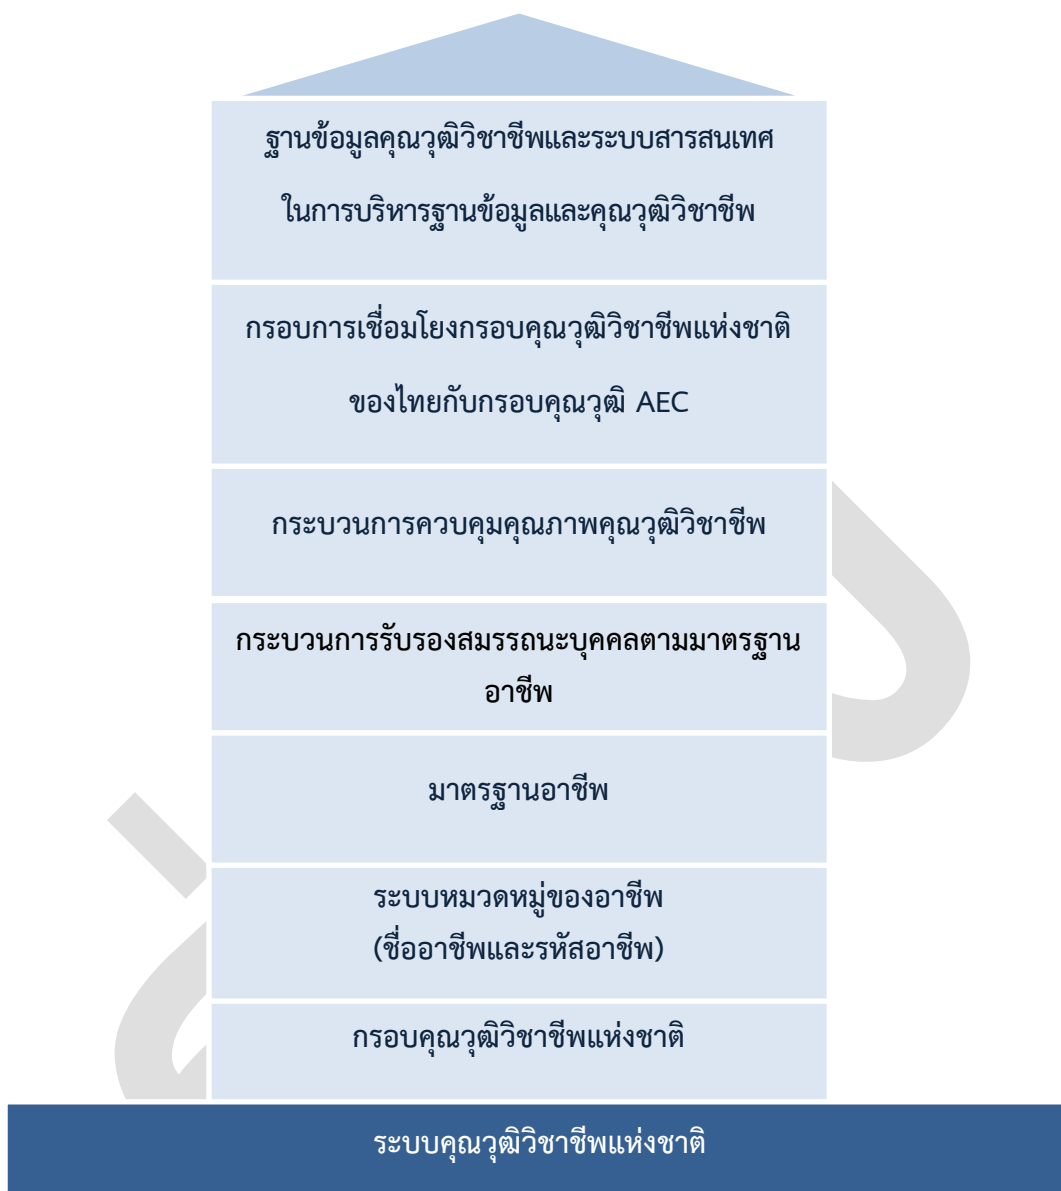 ฐานข้อมูลคุณวุฒิวิชาชีพและระบบสารสนเทศ
ในการบริหารฐานข้อมูลและคุณวุฒิวิชาชีพ
กรอบการเชื่อมโยงกรอบคุณวุฒิวิชาชีพแห่งชาติ
ของไทยกับกรอบคุณวุฒิ AEC
กระบวนการควบคุมคุณภาพคุณวุฒิวิชาชีพ
กระบวนการรับรองสมรรถนะบุคคลตามมาตรฐาน
อาชีพ
มาตรฐานอาชีพ
ระบบหมวดหมู่ของอาชีพ
(ชื่ออาชีพและรหัสอาชีพ)
กรอบคุณวุฒิวิชาชีพแห่งชาติ
ระบบคุณวุฒิวิชาชีพแห่งชาติ